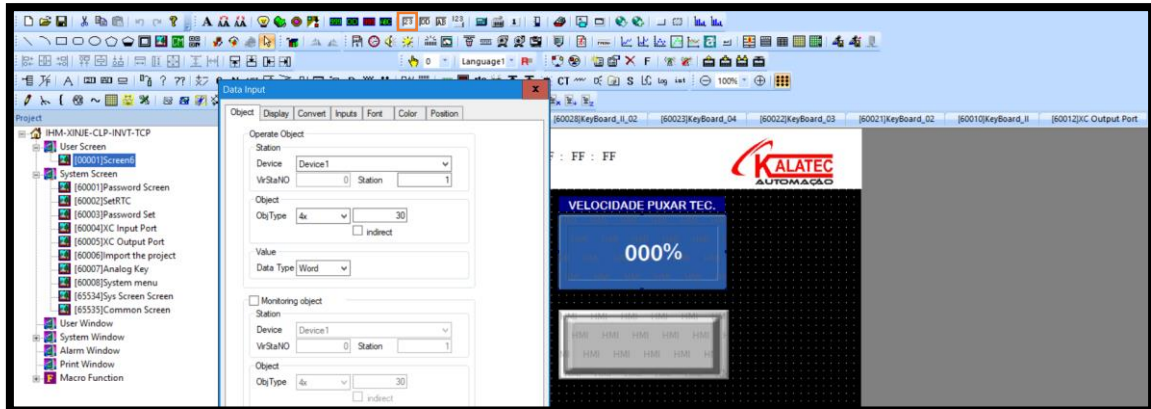 Language1
100%
Project
IHM-XINJE-CLP-INVT-TCP
User Screen
[00001]Screen6
System Screen
[60001]Password Screen
[60002]SetRTC
[60003]Password Set
[60004]XC Input Port
[60005]XC Output Port
[60006]Import the project
[60007]Analog Key
[60008]System menu
[65534]Sys Screen Screen
[65535]Common Screen
User Window
System Window
Alarm Window
Print Window
Macro Function
Data Input
Object Display Convert Inputs Font Color Position
Operate Object
Station
Device Device1
VirStaNO 0 Station 1
Object
ObjType 4x 30
indirect
Value
Data Type Word
Monitoring object
Station
Device Device1
VirStaNO 0 Station 1
Object
ObjType 4x 30
indirect
[60028]KeyBoard_II_02 [60023]KeyBoard_04 [60022]KeyBoard_03 [60021]KeyBoard_02 [60010]KeyBoard_II [60012]XC Output Port
: FF : FF
KALATEC
AUTOMAÇÃO
VELOCIDADE PUXAR TEC.
000%
HMI HMI HMI HMI HMI
HMI HMI HMI HMI